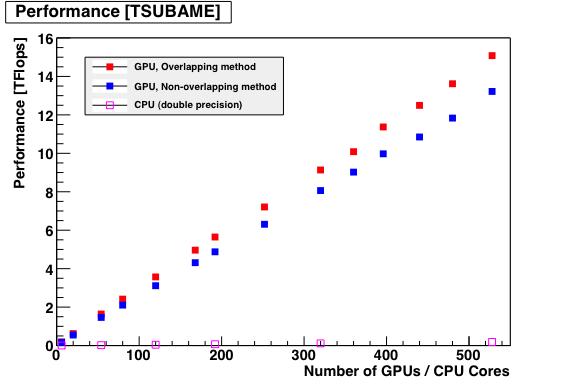 Performance [TSUBAME]
Performance [TFlops]
16
14
12
10
8
6
4
2
0
GPU, Overlapping method
GPU, Non-overlapping method
CPU (double precision)
0 100 200 300 400 500
Number of GPUs / CPU Cores